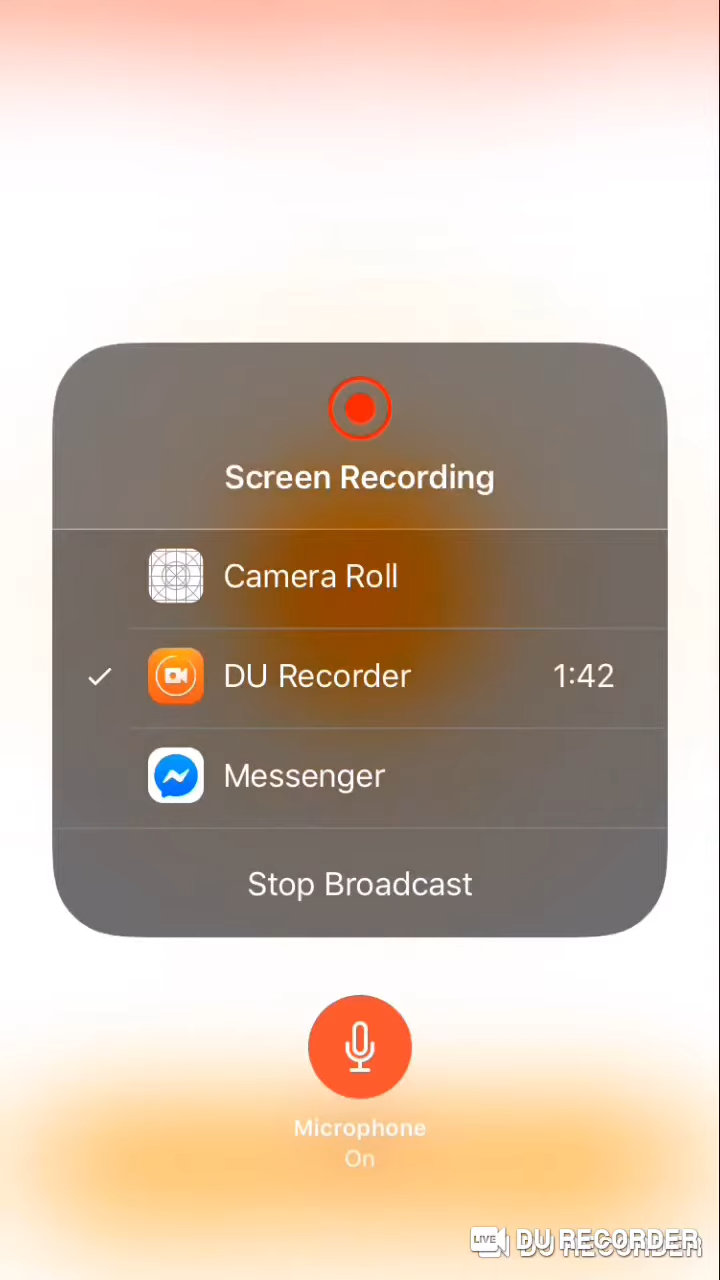 Screen Recording
Camera Roll
DU Recorder 1:42
Messenger
Stop Broadcast
Microphone
On
LIVE DU RECORDER